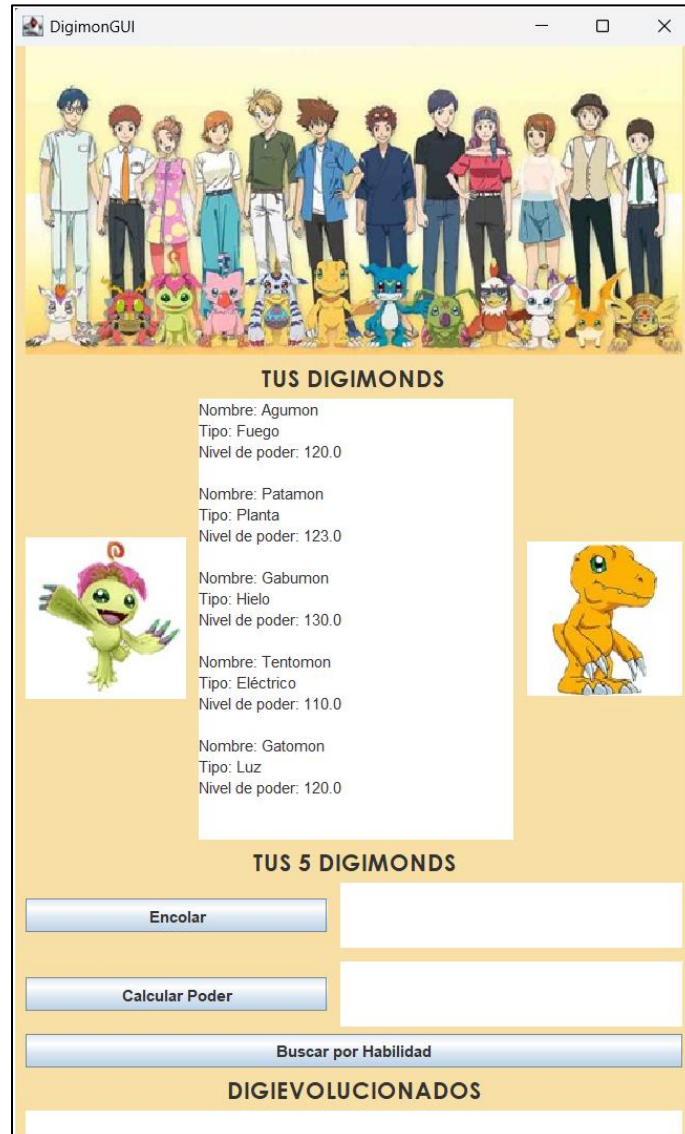 DigimonGUI
TUS DIGIMONDS
Nombre: Agumon
Tipo: Fuego
Nivel de poder: 120.0
Nombre: Patamon
Tipo: Planta
Nivel de poder: 123.0
Nombre: Gabumon
Tipo: Hielo
Nivel de poder: 130.0
Nombre: Tentomon
Tipo: Eléctrico
Nivel de poder: 110.0
Nombre: Gatomon
Tipo: Luz
Nivel de poder: 120.0
TUS 5 DIGIMONDS
Encolar
Calcular Poder
Buscar por Habilidad
DIGIEVOLUCIONADOS